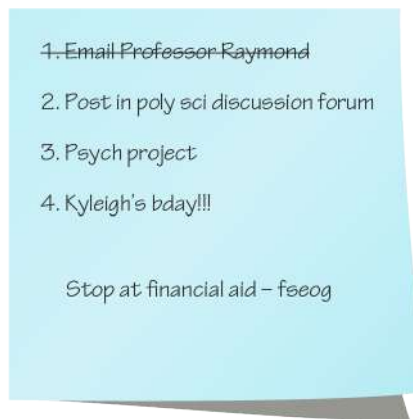 1. Email Professor Raymond
2. Post in poly sci discussion forum
3. Psych project
4. Kyleigh's bday!!!
Stop at financial aid – fseog